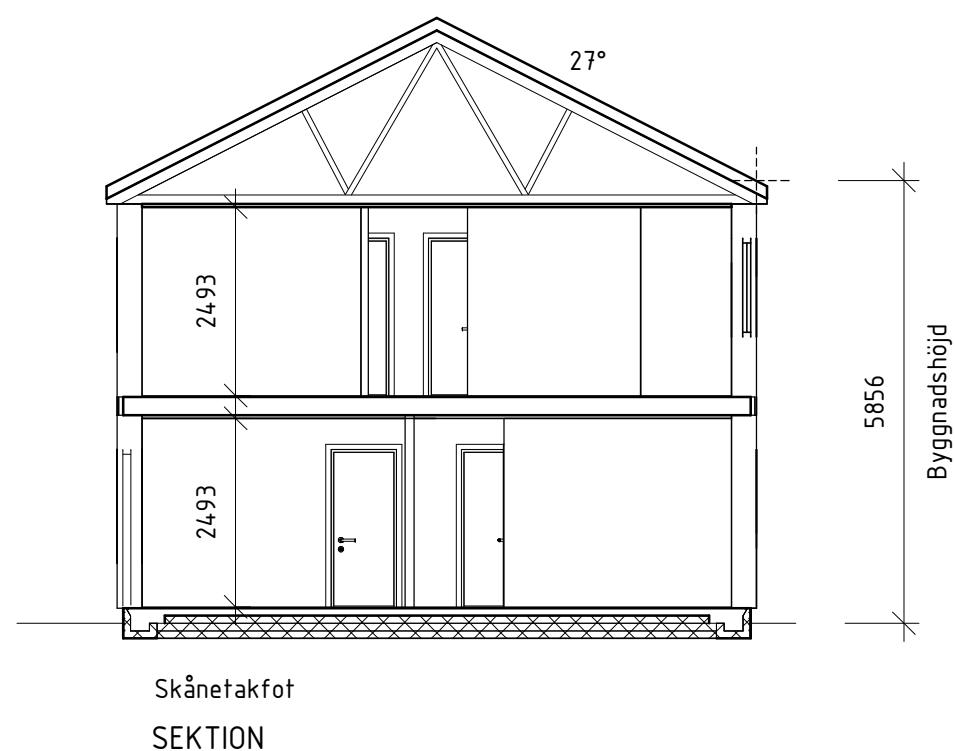 27°
2493
5856
Byggnadshöjd
2493
Skånetakfot
SEKTION